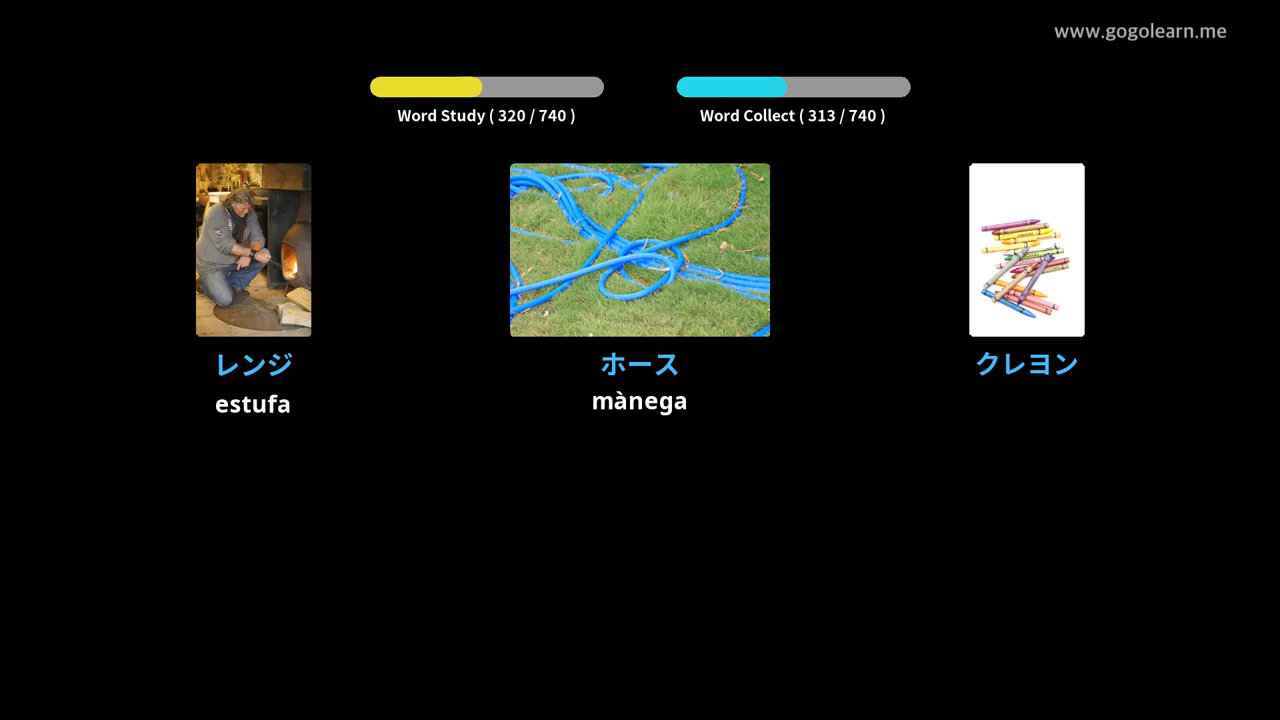 www.gogolearn.me
Word Study ( 320 / 740 )
Word Collect ( 313 / 740 )
レンジ
estufa
ホース
mànega
クレヨン